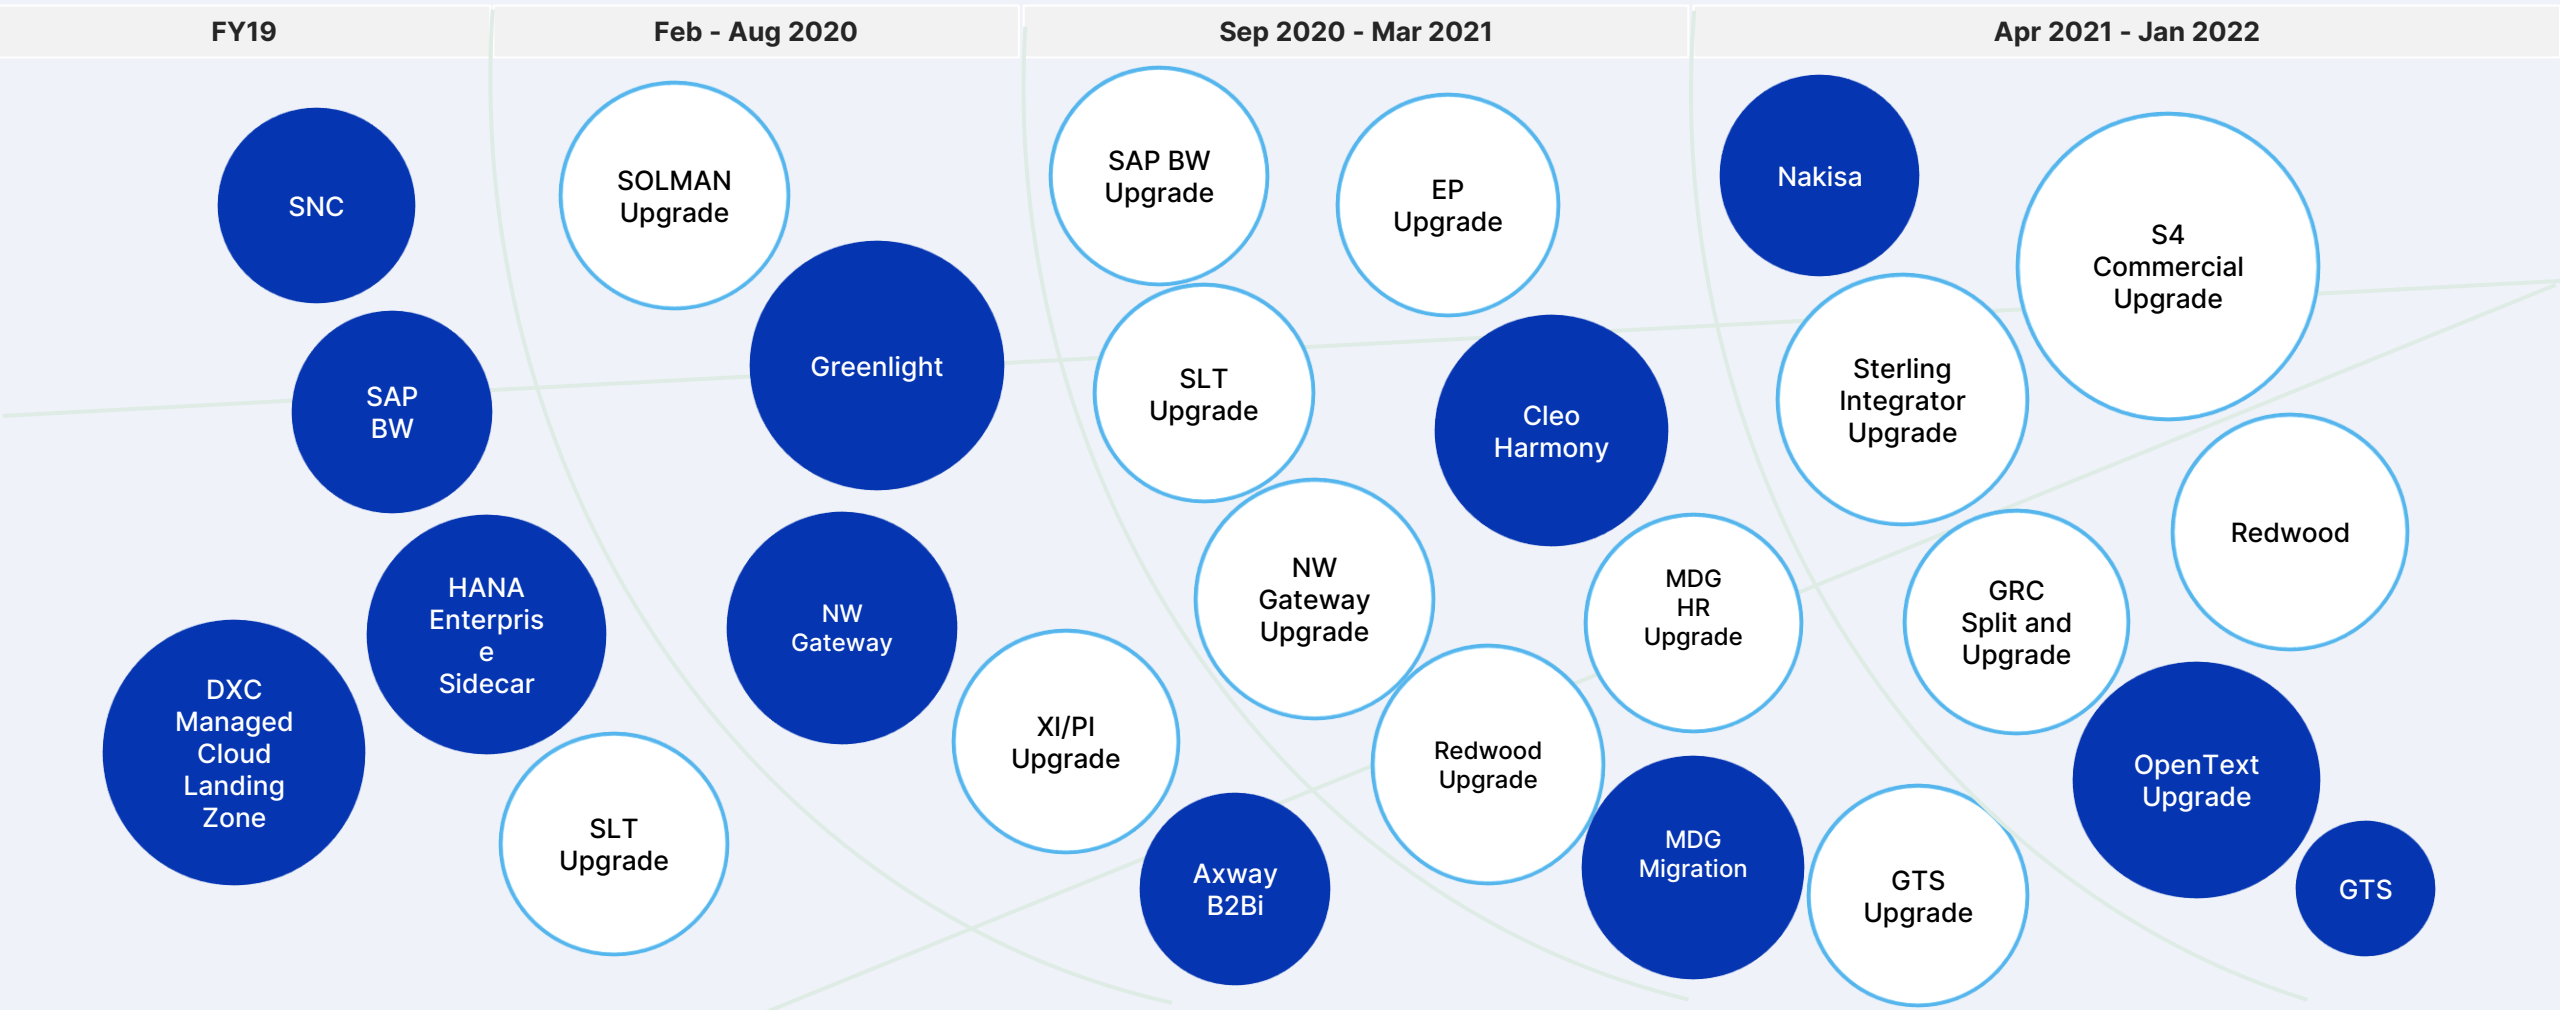 FY19
Feb - Aug 2020
Sep 2020 - Mar 2021
Apr 2021 - Jan 2022
SNC
SAP
BW
HANA
Enterpris
e
Sidecar
DXC
Managed
Cloud
Landing
Zone
SOLMAN
Upgrade
Greenlight
NW
Gateway
SLT
Upgrade
XI/PI
Upgrade
SAP BW
Upgrade
EP
Upgrade
SLT
Upgrade
Cleo
Harmony
NW
Gateway
Upgrade
MDG
HR
Upgrade
Redwood
Upgrade
Axway
B2Bi
MDG
Migration
Nakisa
S4
Commercial
Upgrade
Sterling
Integrator
Upgrade
Redwood
GRC
Split and
Upgrade
OpenText
Upgrade
GTS
Upgrade
GTS